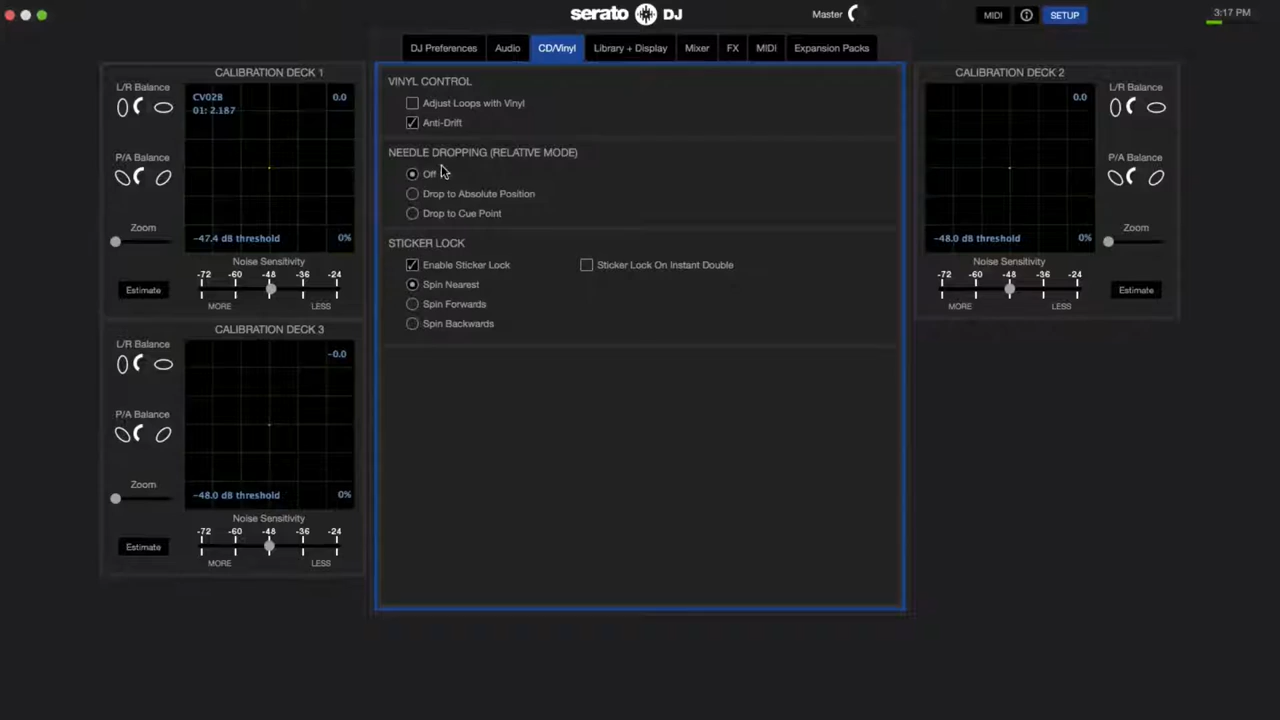 serato DJ
Master
MIDI
SETUP
3:17 PM
DJ Preferences
Audio
CD/Vinyl
Library + Display
Mixer
FX
MIDI
Expansion Packs
CALIBRATION DECK 1
L/R Balance
CV02B
01: 2.187
0.0
P/A Balance
Zoom
-47.4 dB threshold
0%
Noise Sensitivity
-72 -60 -48 -36 -24
Estimate
MORE LESS
CALIBRATION DECK 3
L/R Balance
-0.0
P/A Balance
Zoom
-48.0 dB threshold
0%
Noise Sensitivity
-72 -60 -48 -36 -24
Estimate
MORE LESS
VINYL CONTROL
Adjust Loops with Vinyl
Anti-Drift
NEEDLE DROPPING (RELATIVE MODE)
Off
Drop to Absolute Position
Drop to Cue Point
STICKER LOCK
Enable Sticker Lock
Sticker Lock On Instant Double
Spin Nearest
Spin Forwards
Spin Backwards
CALIBRATION DECK 2
0.0
L/R Balance
P/A Balance
Zoom
-48.0 dB threshold
0%
Noise Sensitivity
-72 -60 -48 -36 -24
Estimate
MORE LESS